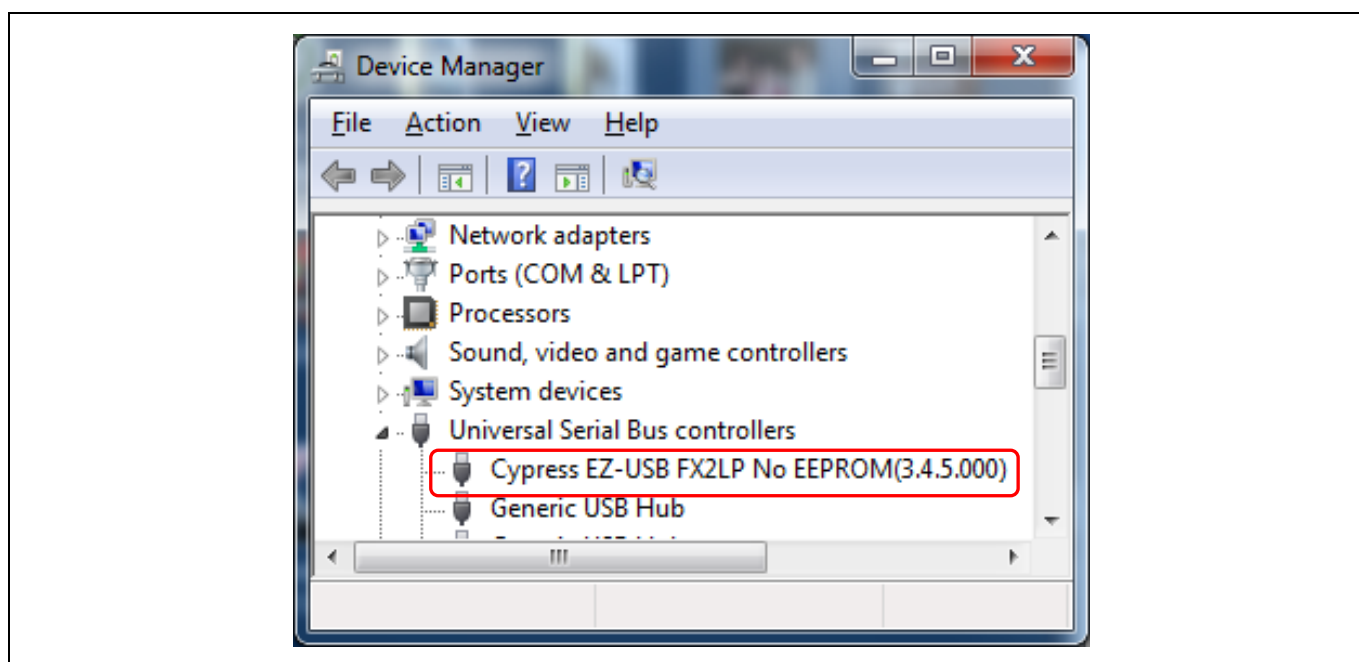 Device Manager
File Action View Help
Network adapters
Ports (COM & LPT)
Processors
Sound, video and game controllers
System devices
Universal Serial Bus controllers
Cypress EZ-USB FX2LP No EEPROM(3.4.5.000)
Generic USB Hub